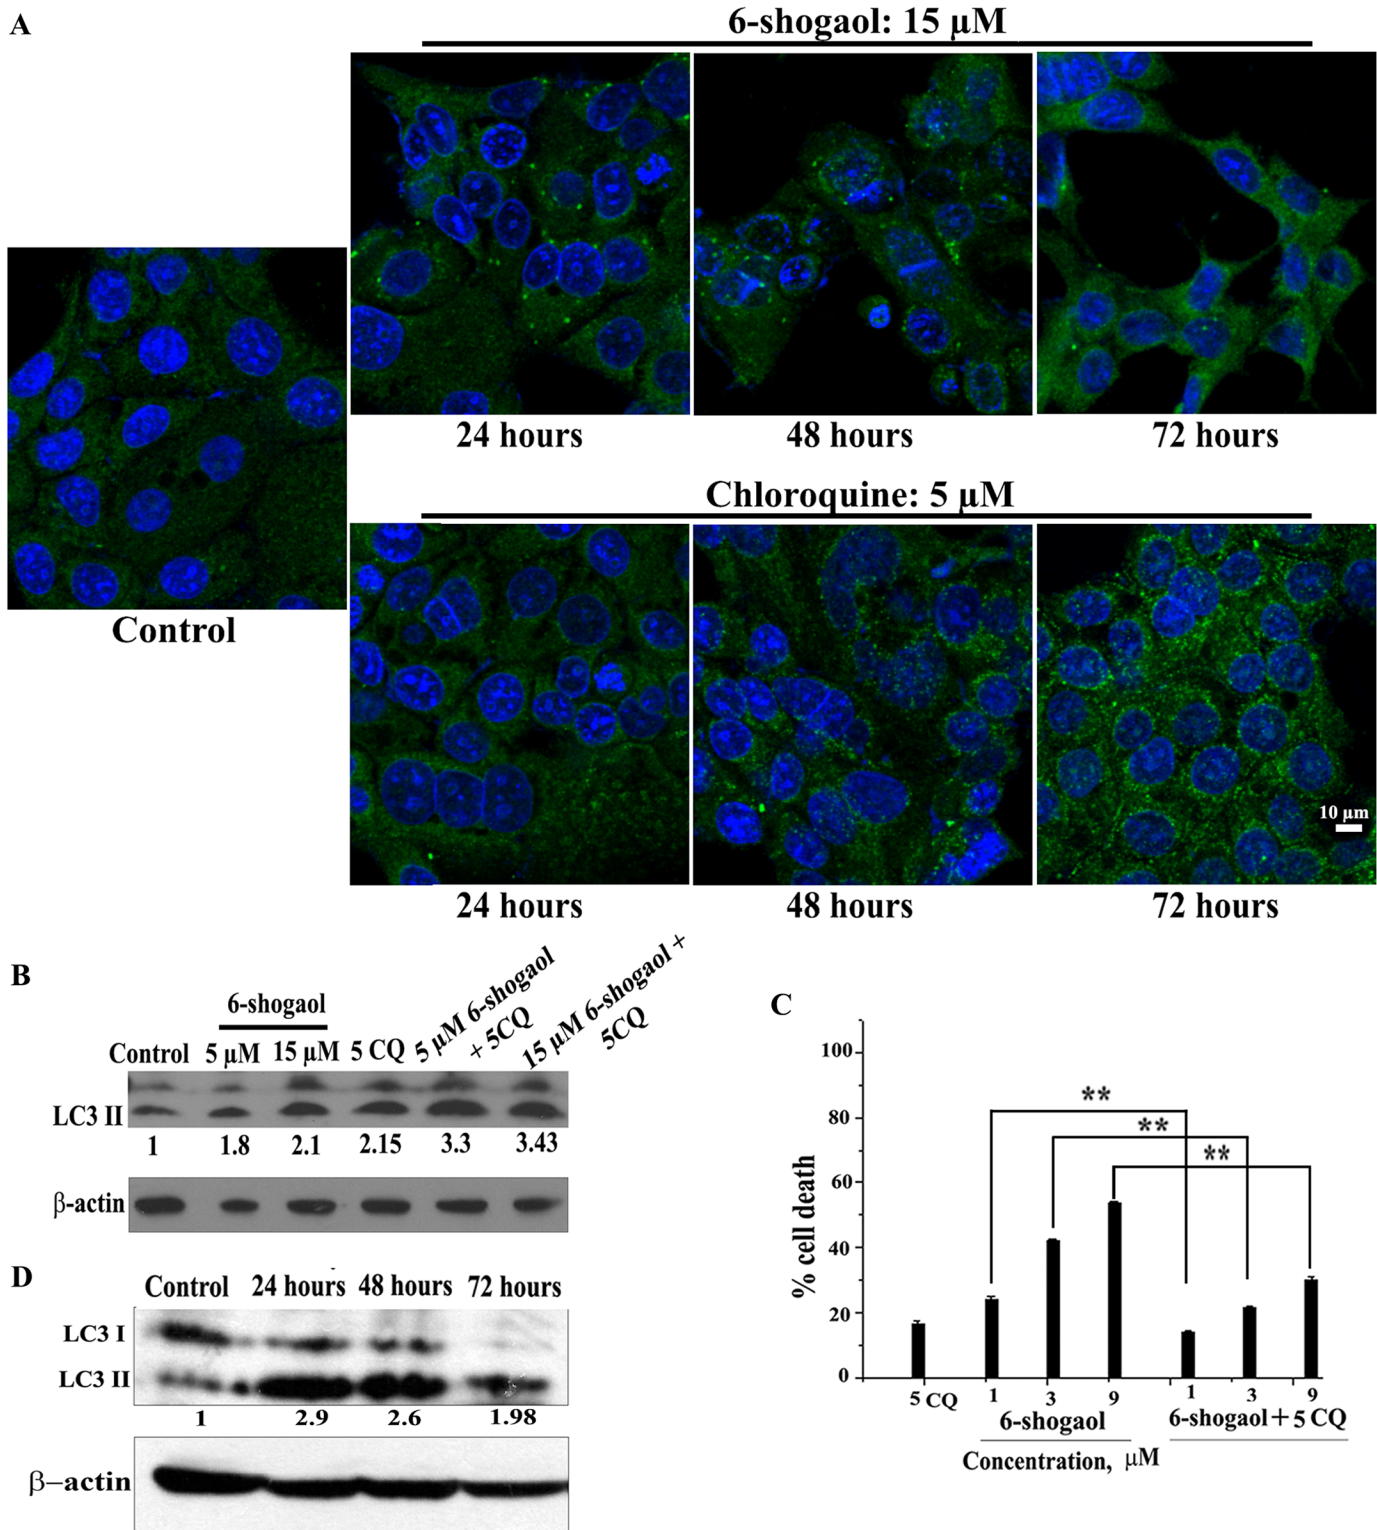 A
6-shogaol: 15 µM
24 hours
48 hours
72 hours
Control
Chloroquine: 5 µM
10 µm
24 hours
48 hours
72 hours
B
6-shogaol
Control
5 µM
15 µM
5 CQ
5 µM 6-shogaol
+ 5CQ
15 µM 6-shogaol +
5CQ
LC3 II
1 1.8 2.1 2.15 3.3 3.43
β-actin
C
% cell death
100
80
60
40
20
0
**
**
**
5 CQ
1 3 9
6-shogaol
1 3 9
6-shogaol + 5 CQ
Concentration, µM
D
Control 24 hours 48 hours 72 hours
LC3 I
LC3 II
1 2.9 2.6 1.98
β-actin